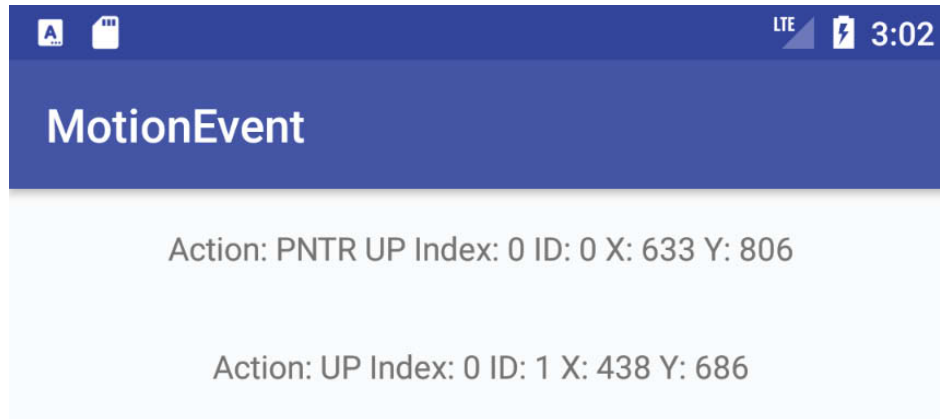 LTE 3:02
MotionEvent
Action: PNTR UP Index: 0 ID: 0 X: 633 Y: 806
Action: UP Index: 0 ID: 1 X: 438 Y: 686